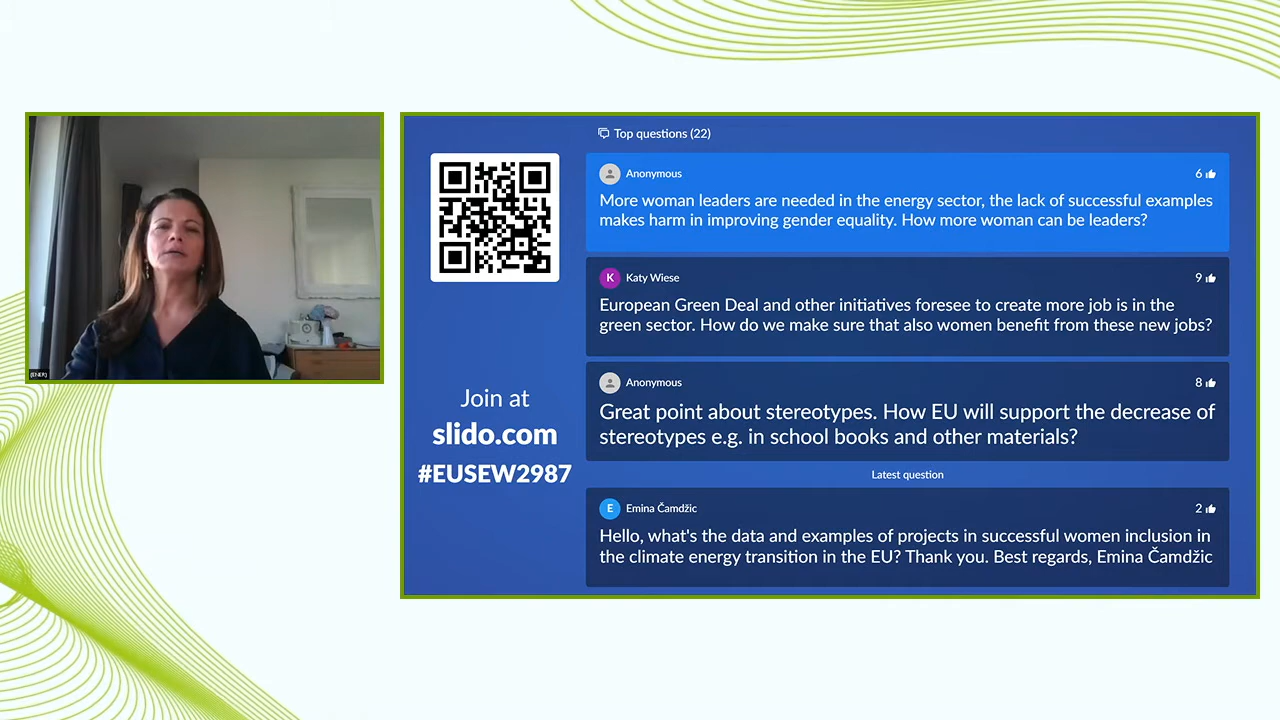 [ENER]
Top questions (22)
Anonymous
6
More woman leaders are needed in the energy sector, the lack of successful examples
makes harm in improving gender equality. How more woman can be leaders?
K
Katy Wiese
9
European Green Deal and other initiatives foresee to create more job is in the
green sector. How do we make sure that also women benefit from these new jobs?
Anonymous
8
Great point about stereotypes. How EU will support the decrease of
stereotypes e.g. in school books and other materials?
Latest question
E
Emina Čamdžic
2
Hello, what's the data and examples of projects in successful women inclusion in
the climate energy transition in the EU? Thank you. Best regards, Emina Čamdžic
Join at
slido.com
#EUSEW2987